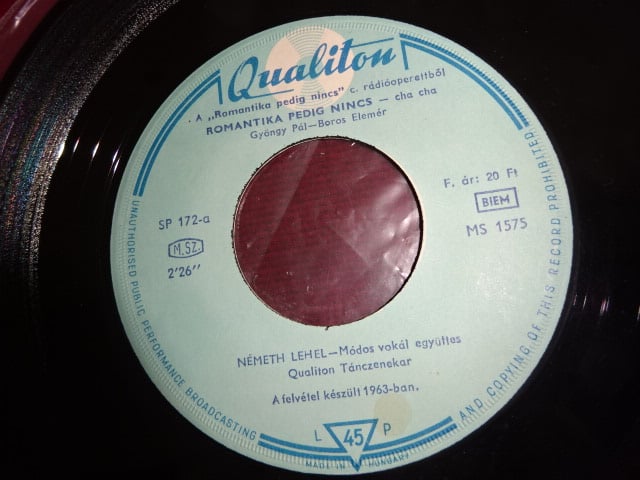 Qualiton
A „Romantika pedig nincs" c. rádióoperettből
ROMANTIKA PEDIG NINCS — cha cha
Gyöngy Pál—Boros Elemér
F. ár: 20 Ft
BIEM
MS 1575
SP 172-a
M.SZ.
2'26''
NÉMETH LEHEL—Módos vokál együttes
Qualiton Tánczenekar
A felvétel készült 1963-ban.
L 45 P
MADE IN HUNGARY
UNAUTHORISED PUBLIC PERFORMANCE BROADCASTING
AND COPYING OF THIS RECORD PROHIBITED